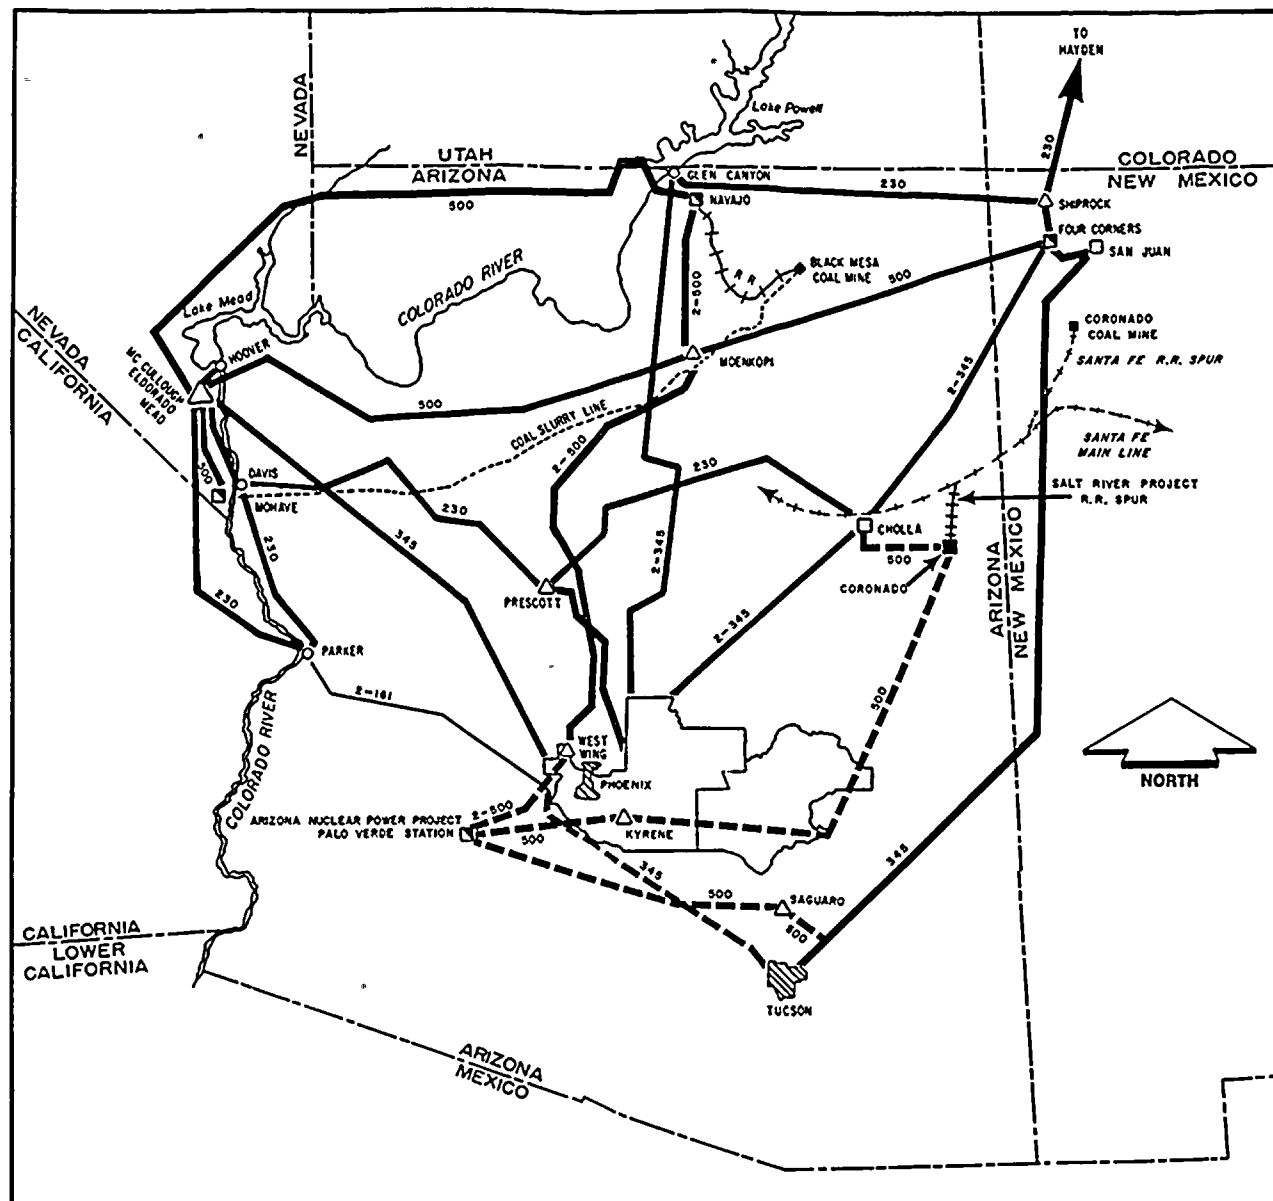 TO
HAYDEN
NEVADA
Lake Powell
230
UTAH
ARIZONA
COLORADO
NEW MEXICO
GLEN CANYON
230
500
NAVAJO
SHIPROCK
FOUR CORNERS
SAN JUAN
R.R.
BLACK MESA
COAL MINE
500
COLORADO RIVER
2-500
Lake Mead
NEVADA
CALIFORNIA
CORONADO
COAL MINE
HOOVER
MOENKOPI
SANTA FE R.R. SPUR
MC CULLOUGH
ELDORADO
MEAD
2-345
500
COAL SLURRY LINE
SANTA FE
MAIN LINE
2-500
230
500
DAVIS
MOHAVE
230
SALT RIVER PROJECT
R.R. SPUR
345
CHOLLA
230
2-345
500
CORONADO
ARIZONA
NEW MEXICO
PRESCOTT
230
2-345
PARKER
2-161
500
COLORADO RIVER
WEST
WING
PHOENIX
NORTH
2-500
ARIZONA NUCLEAR POWER PROJECT
PALO VERDE STATION
500
KYRENE
345
345
500
SAGUARO
500
CALIFORNIA
LOWER
CALIFORNIA
TUCSON
ARIZONA
MEXICO